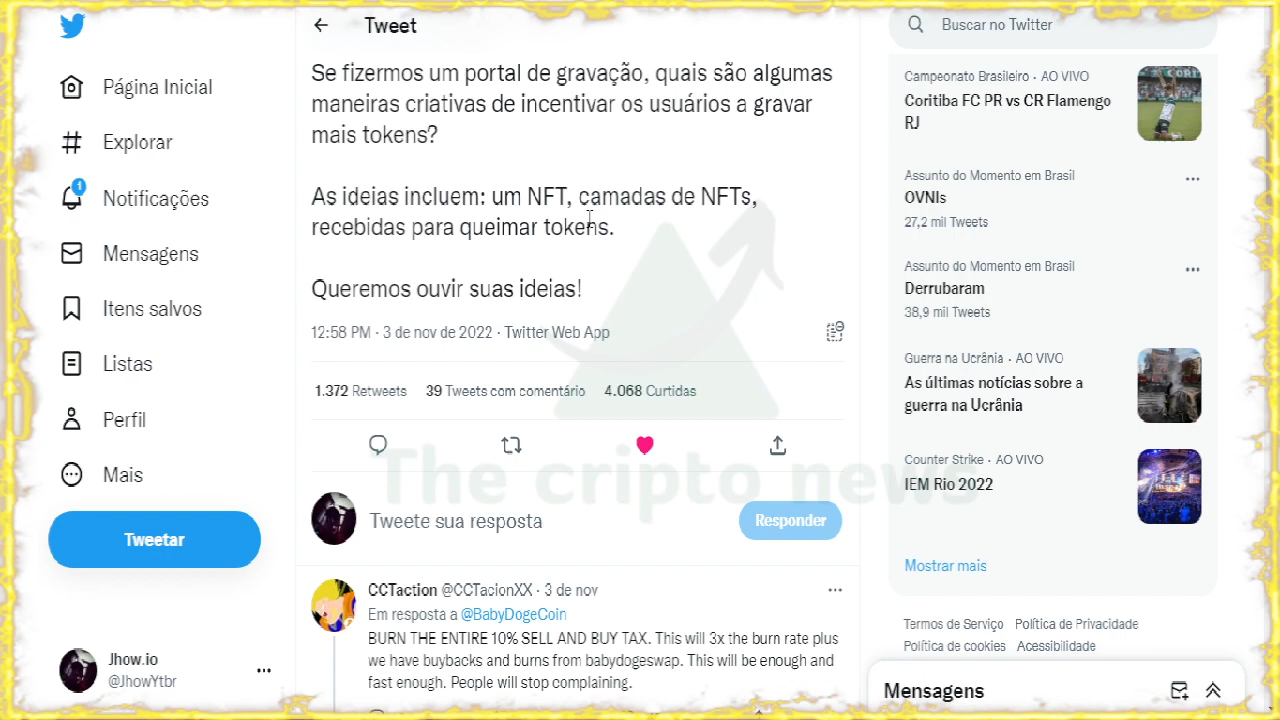 Tweet
Se fizermos um portal de gravação, quais são algumas
maneiras criativas de incentivar os usuários a gravar
mais tokens?
As ideias incluem: um NFT, camadas de NFTs,
recebidas para queimar tokens.
Queremos ouvir suas ideias!
12:58 PM · 3 de nov de 2022 · Twitter Web App
1.372 Retweets 39 Tweets com comentário 4.068 Curtidas
Tweete sua resposta
Responder
CCTaction @CCTacionXX · 3 de nov
Em resposta a @BabyDogeCoin
BURN THE ENTIRE 10% SELL AND BUY TAX. This will 3x the burn rate plus
we have buybacks and burns from babydogeswap. This will be enough and
fast enough. People will stop complaining.
Página Inicial
Explorar
1
Notificações
Mensagens
Itens salvos
Listas
Perfil
Mais
Tweetar
Jhow.io
@JhowYtbr
Buscar no Twitter
Campeonato Brasileiro · AO VIVO
Coritiba FC PR vs CR Flamengo
RJ
Assunto do Momento em Brasil
OVNIs
27,2 mil Tweets
Assunto do Momento em Brasil
Derrubaram
38,9 mil Tweets
Guerra na Ucrânia · AO VIVO
As últimas notícias sobre a
guerra na Ucrânia
Counter Strike · AO VIVO
IEM Rio 2022
Mostrar mais
Termos de Serviço Política de Privacidade
Política de cookies Acessibilidade
Mensagens
The cripto news